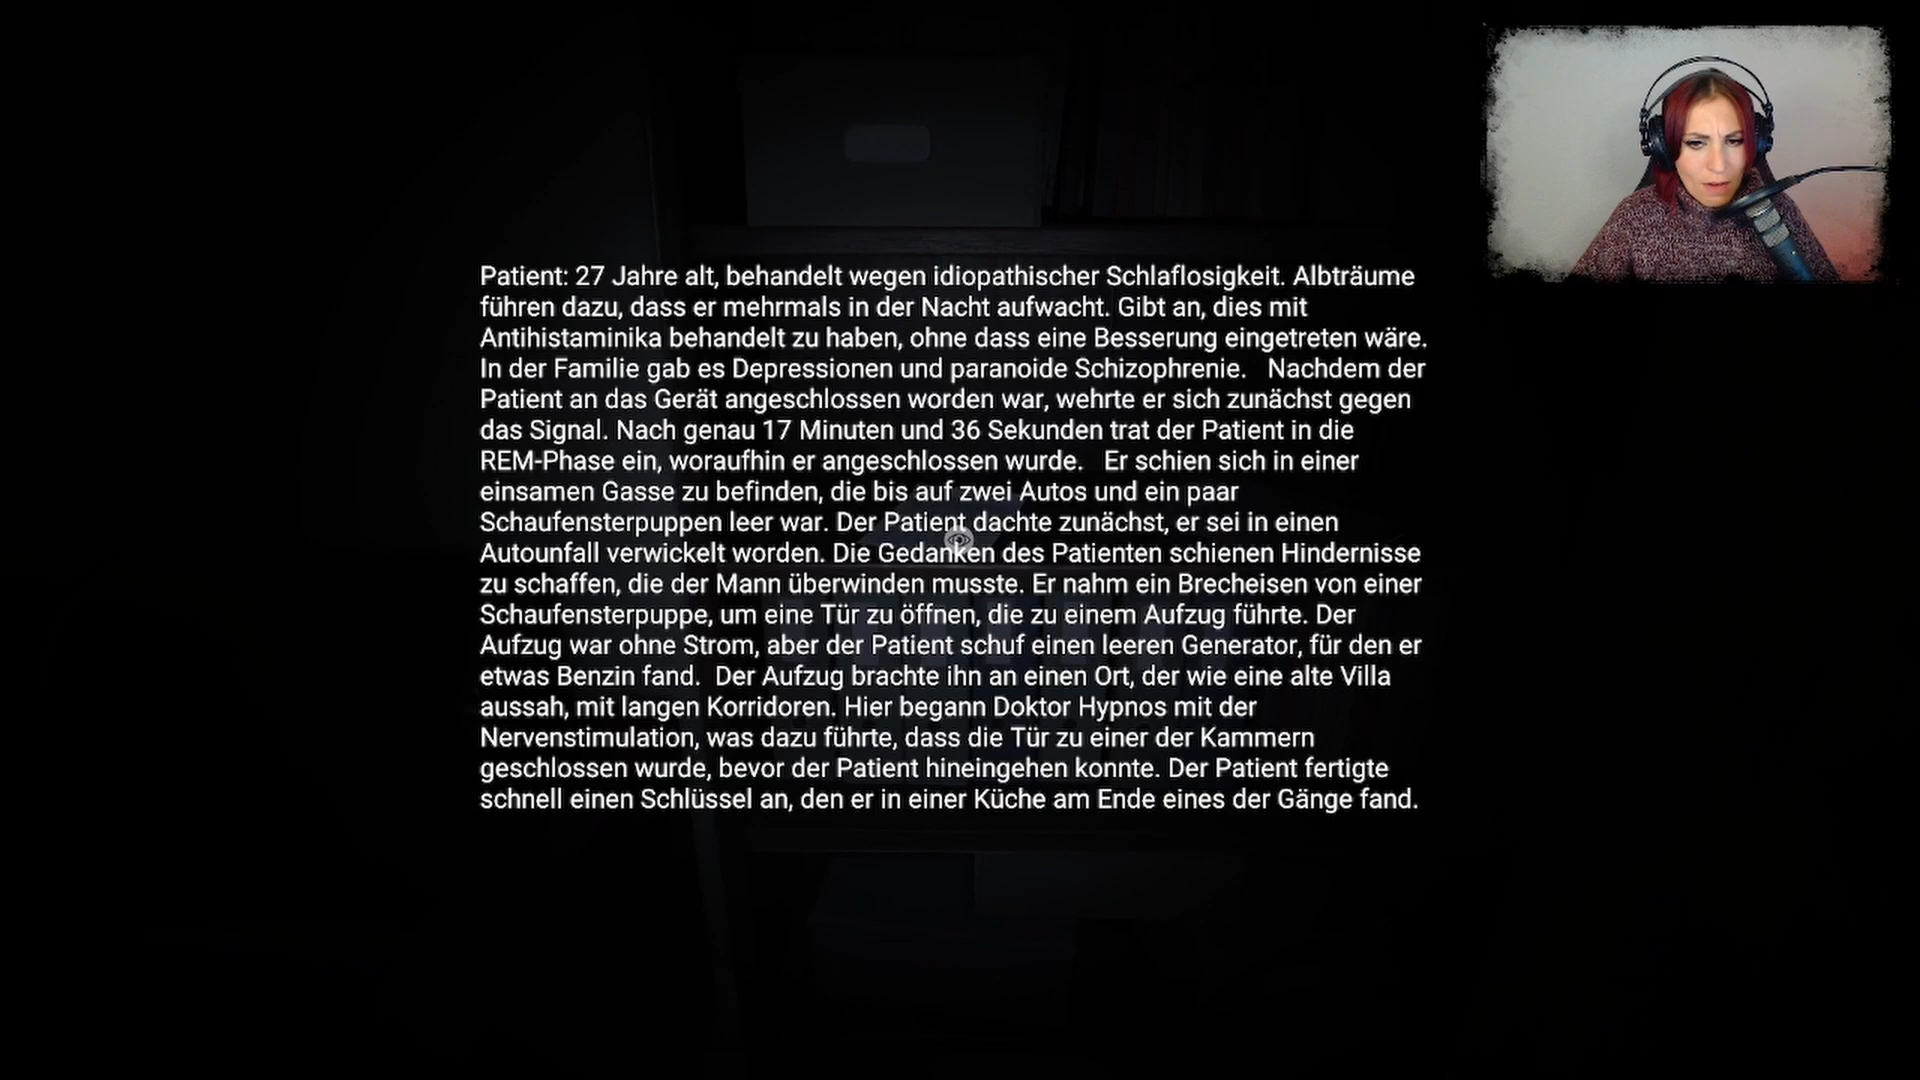 Patient: 27 Jahre alt, behandelt wegen idiopathischer Schlaflosigkeit. Albträume
führen dazu, dass er mehrmals in der Nacht aufwacht. Gibt an, dies mit
Antihistaminika behandelt zu haben, ohne dass eine Besserung eingetreten wäre.
In der Familie gab es Depressionen und paranoide Schizophrenie.   Nachdem der
Patient an das Gerät angeschlossen worden war, wehrte er sich zunächst gegen
das Signal. Nach genau 17 Minuten und 36 Sekunden trat der Patient in die
REM-Phase ein, woraufhin er angeschlossen wurde.   Er schien sich in einer
einsamen Gasse zu befinden, die bis auf zwei Autos und ein paar
Schaufensterpuppen leer war. Der Patient dachte zunächst, er sei in einen
Autounfall verwickelt worden. Die Gedanken des Patienten schienen Hindernisse
zu schaffen, die der Mann überwinden musste. Er nahm ein Brecheisen von einer
Schaufensterpuppe, um eine Tür zu öffnen, die zu einem Aufzug führte. Der
Aufzug war ohne Strom, aber der Patient schuf einen leeren Generator, für den er
etwas Benzin fand.  Der Aufzug brachte ihn an einen Ort, der wie eine alte Villa
aussah, mit langen Korridoren. Hier begann Doktor Hypnos mit der
Nervenstimulation, was dazu führte, dass die Tür zu einer der Kammern
geschlossen wurde, bevor der Patient hineingehen konnte. Der Patient fertigte
schnell einen Schlüssel an, den er in einer Küche am Ende eines der Gänge fand.